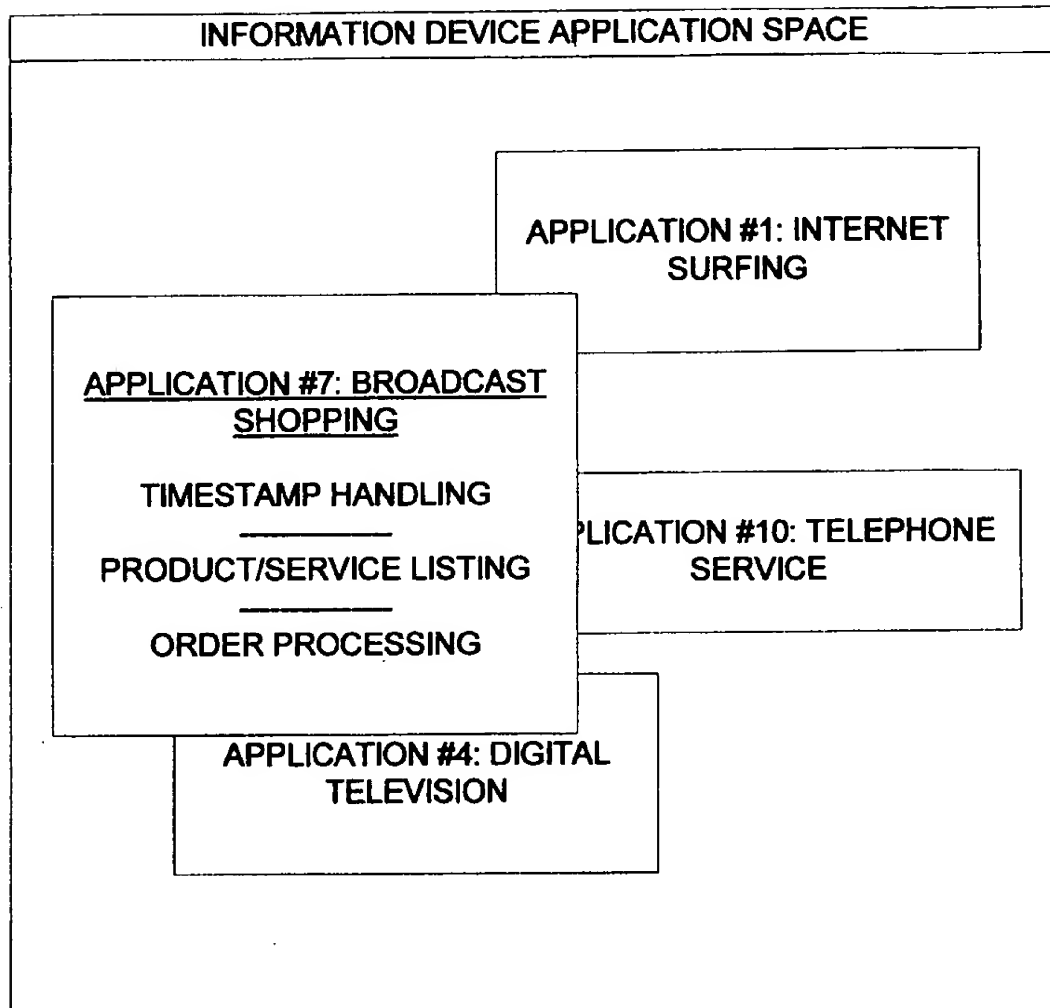 INFORMATION DEVICE APPLICATION SPACE
APPLICATION #1: INTERNET
SURFING
APPLICATION #7: BROADCAST
SHOPPING
TIMESTAMP HANDLING
PRODUCT/SERVICE LISTING
ORDER PROCESSING
PLICATION #10: TELEPHONE
SERVICE
APPLICATION #4: DIGITAL
TELEVISION